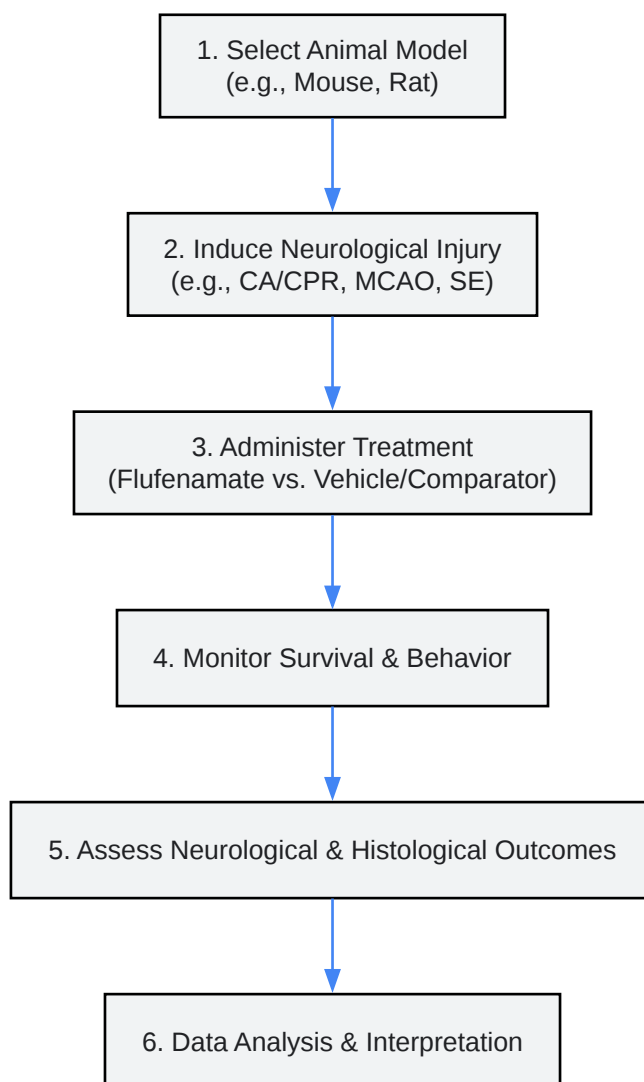 1. Select Animal Model
(e.g., Mouse, Rat)
2. Induce Neurological Injury
(e.g., CA/CPR, MCAO, SE)
3. Administer Treatment
(Flufenamate vs. Vehicle/Comparator)
4. Monitor Survival & Behavior
5. Assess Neurological & Histological Outcomes
6. Data Analysis & Interpretation